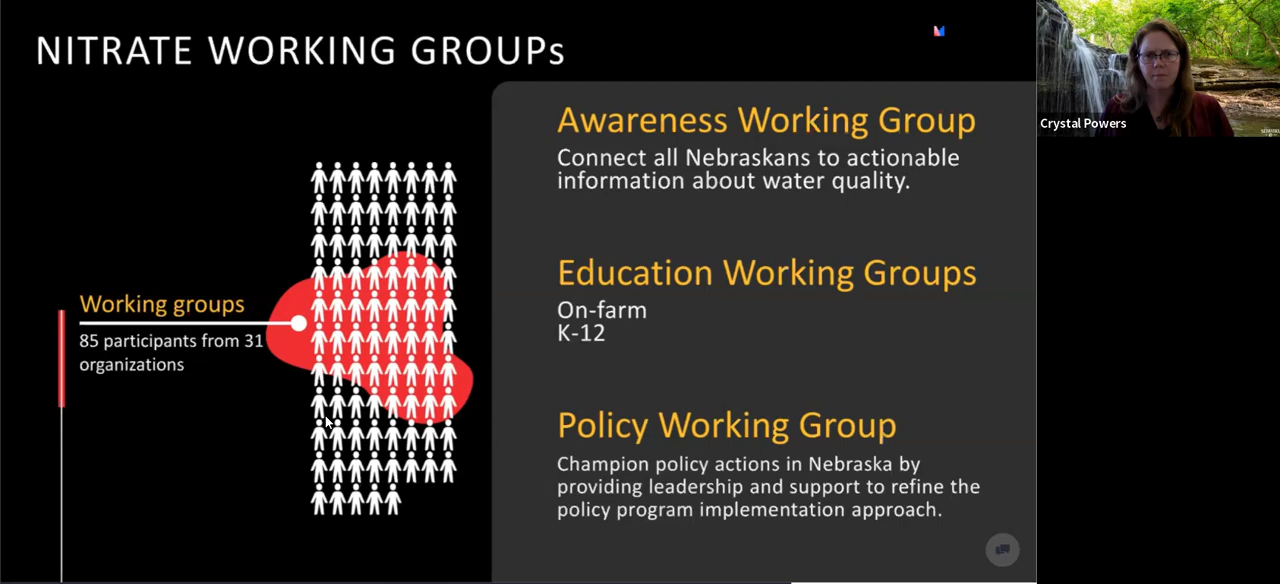 NITRATE WORKING GROUPs
Awareness Working Group
Connect all Nebraskans to actionable
information about water quality.
Education Working Groups
On-farm
K-12
Policy Working Group
Champion policy actions in Nebraska by
providing leadership and support to refine the
policy program implementation approach.
Working groups
85 participants from 31
organizations
Crystal Powers